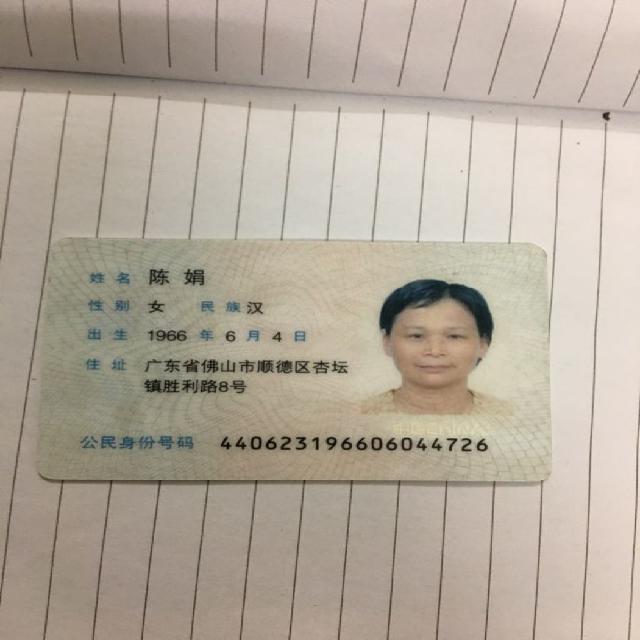 姓名 陈娟
性别 女 民族 汉
出生 1966 年 6 月 4 日
住址 广东省佛山市顺德区杏坛
镇胜利路8号
公民身份号码 440623196606044726